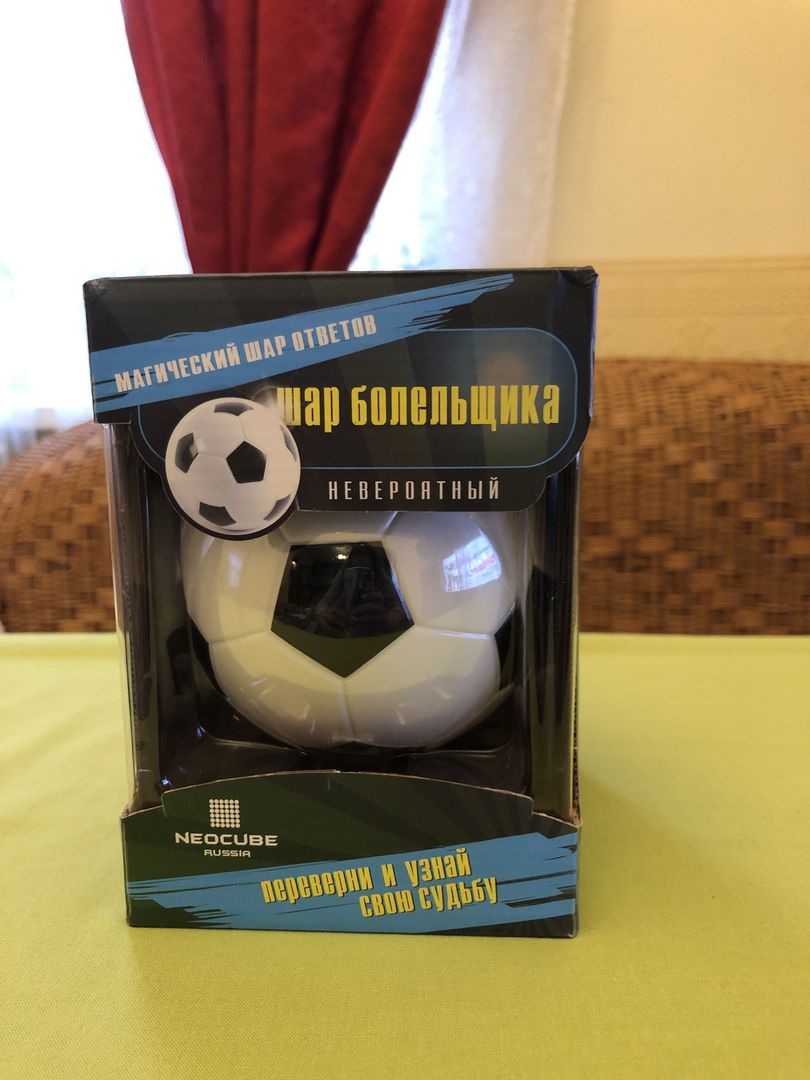 МАГИЧЕСКИЙ ШАР ОТВЕТОВ
шар болельщика
НЕВЕРОЯТНЫЙ
NEOCUBE
RUSSIA
переверни и узнай
свою судьбу